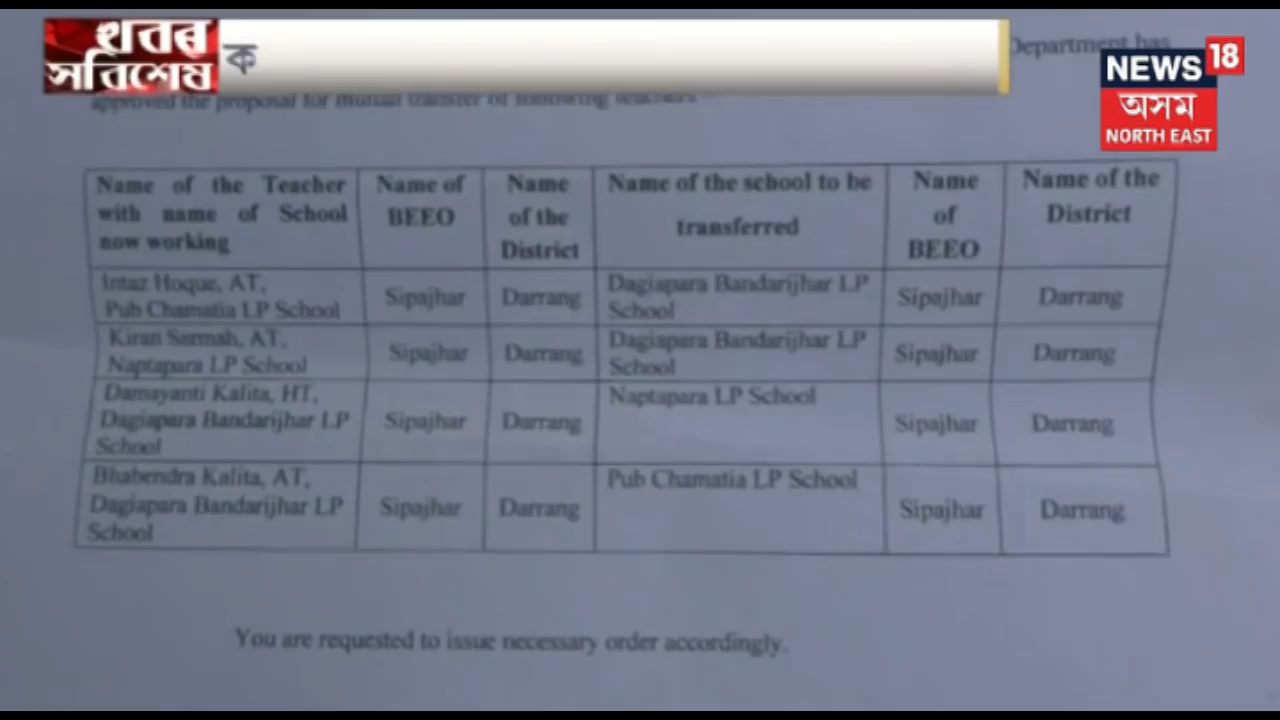 খবৰ
সবিশেষ
ক
Department has
NEWS 18
অসম
NORTH EAST
approved the proposal for mutual transfer of following teachers
Name of the Teacher with name of School now working | Name of BEEO | Name of the District | Name of the school to be transferred | Name of BEEO | Name of the District
Intaz Hoque, AT, Pub Chamatia LP School | Sipajhar | Darrang | Dagiapara Bandarijhar LP School | Sipajhar | Darrang
Kiran Sarmah, AT, Naptapara LP School | Sipajhar | Darrang | Dagiapara Bandarijhar LP School | Sipajhar | Darrang
Damayanti Kalita, HT, Dagiapara Bandarijhar LP School | Sipajhar | Darrang | Naptapara LP School | Sipajhar | Darrang
Bhabendra Kalita, AT, Dagiapara Bandarijhar LP School | Sipajhar | Darrang | Pub Chamatia LP School | Sipajhar | Darrang
You are requested to issue necessary order accordingly.